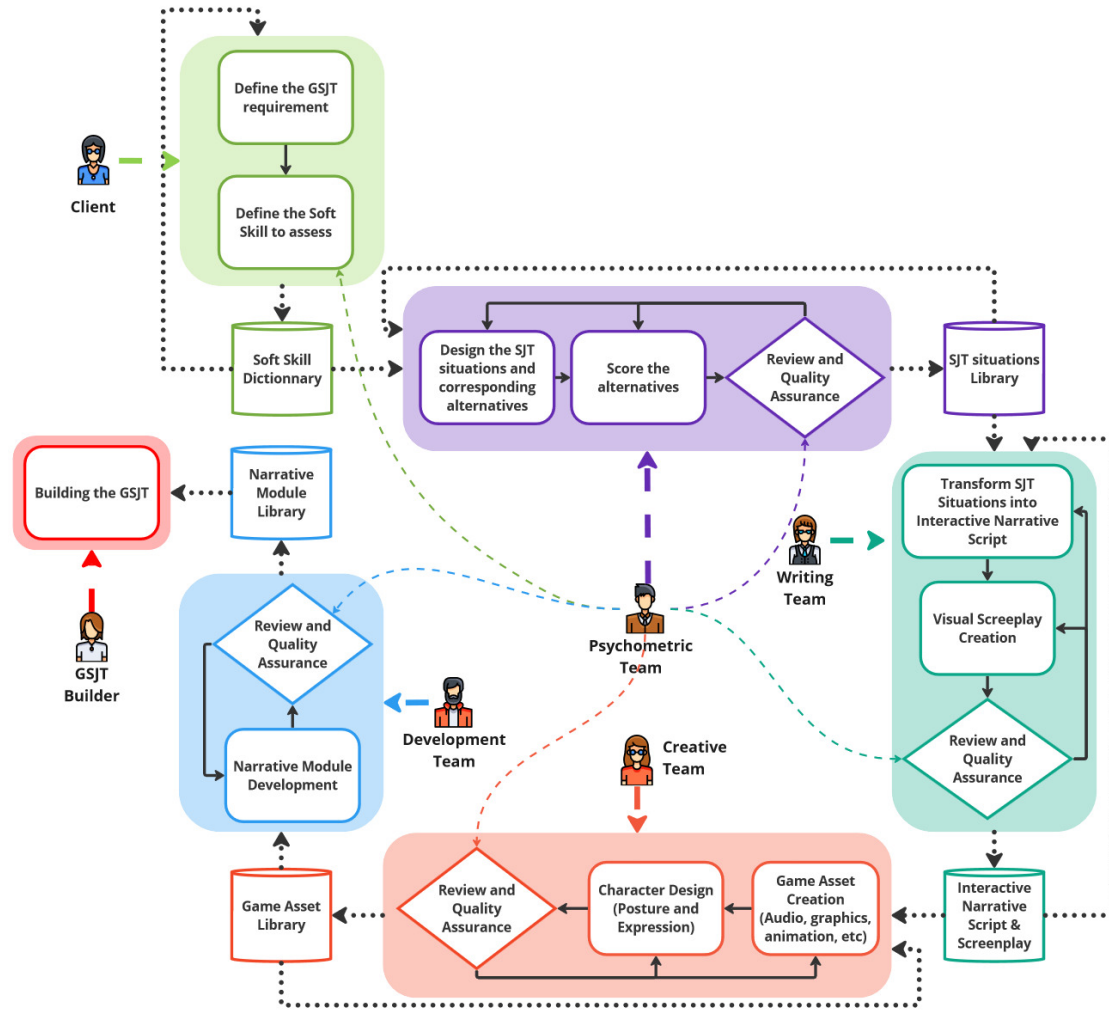 Define the GSJT
requirement
Client
Define the Soft
Skill to assess
Soft Skill
Dictionnary
Design the SJT
situations and
corresponding
alternatives
Score the
alternatives
Review and
Quality
Assurance
SJT situations
Library
Building the GSJT
Narrative
Module
Library
Transform SJT
Situations into
Interactive Narrative
Script
Writing
Team
Visual Screeplay
Creation
Review and
Quality
Assurance
Psychometric
Team
Review and
Quality
Assurance
GSJT
Builder
Development
Team
Narrative Module
Development
Creative
Team
Game Asset
Library
Review and
Quality
Assurance
Character Design
(Posture and
Expression)
Game Asset
Creation
(Audio, graphics,
animation, etc)
Interactive
Narrative
Script &
Screenplay